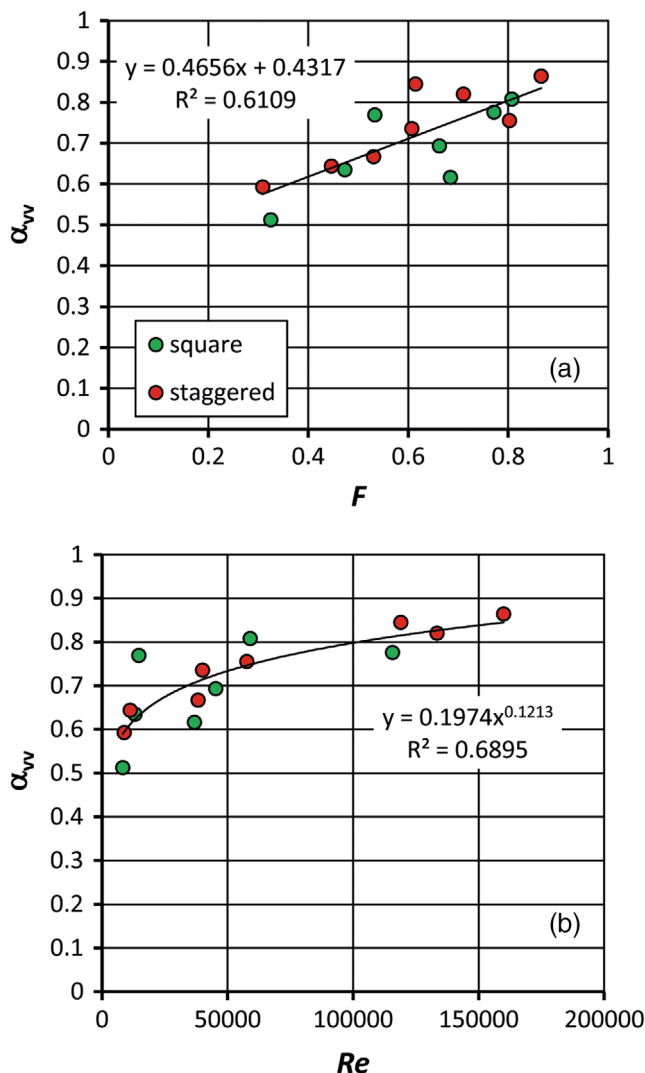 1
0.9
y = 0.4656x + 0.4317
0.8
R² = 0.6109
0.7
0.6
αvv
0.5
0.4
0.3
square
0.2
(a)
0.1
staggered
0
0
0.2
0.4
0.6
0.8
1
F
1
0.9
0.8
0.7
y = 0.1974x^0.1213
0.6
R² = 0.6895
αvv
0.5
0.4
0.3
0.2
(b)
0.1
0
0
50000
100000
150000
200000
Re